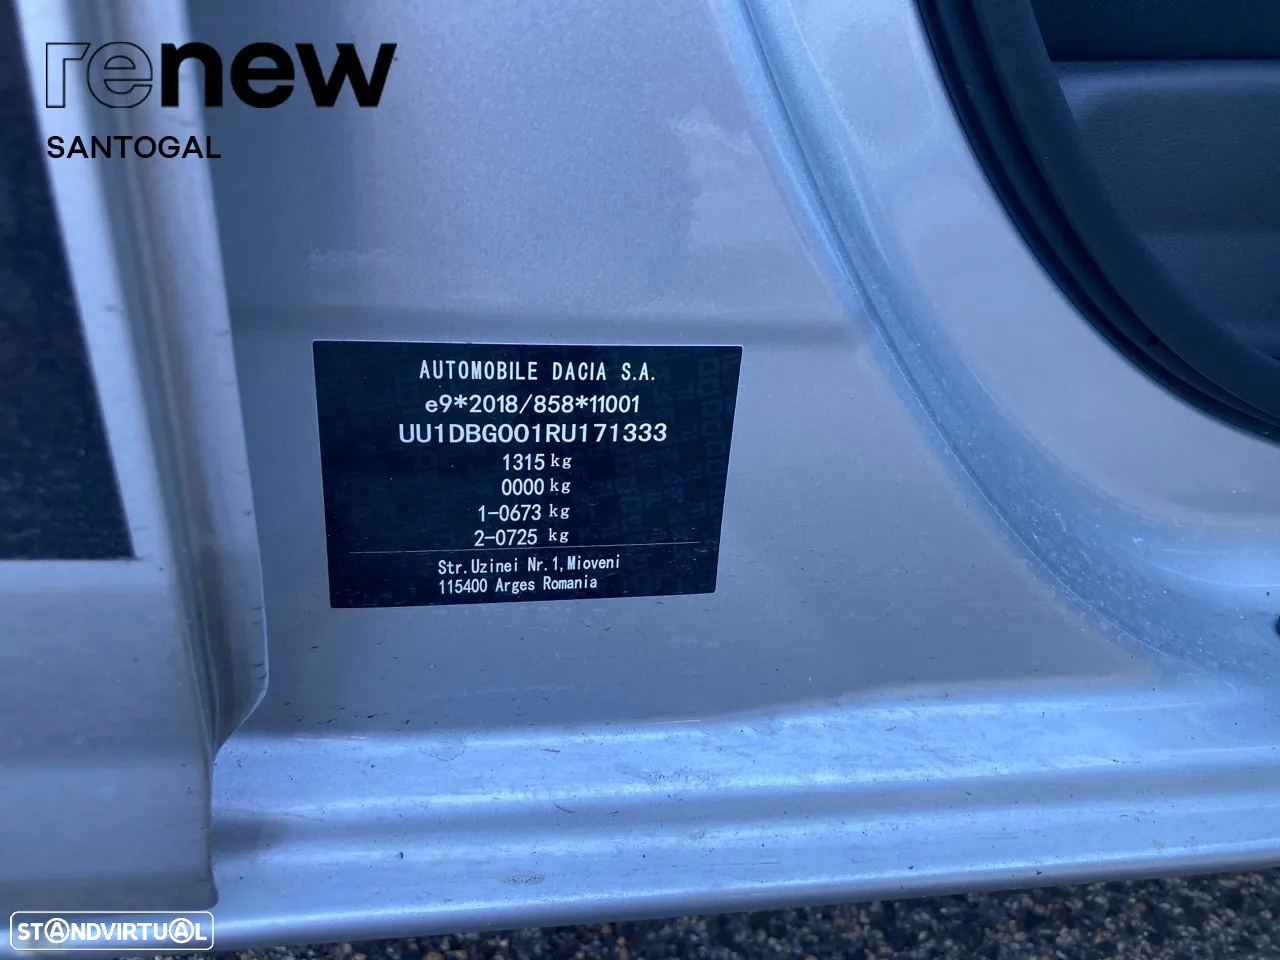 renew
SANTOGAL
AUTOMOBILE DACIA S.A.
e9*2018/858*11001
UU1DBG001RU171333
1315 kg
0000 kg
1-0673 kg
2-0725 kg
Str.Uzinei Nr.1,Mioveni
115400 Arges Romania
STANDVIRTUAL